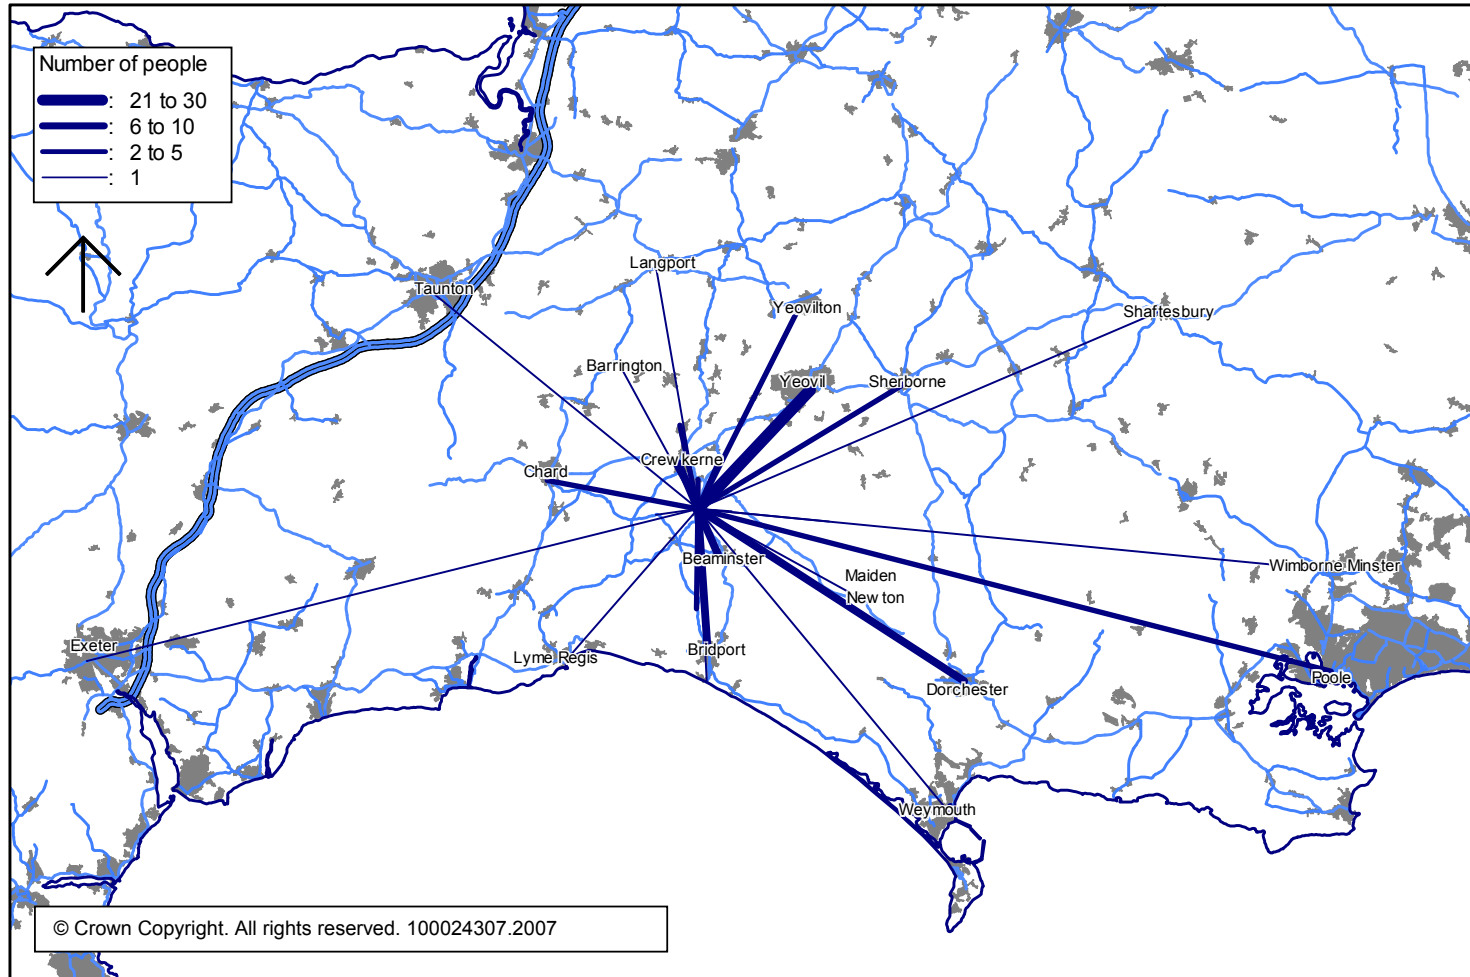 Number of people
: 21 to 30
: 6 to 10
: 2 to 5
: 1
Langport
Taunton
Yeovilton
Shaftesbury
Barrington
Yeovil
Sherborne
Crewkerne
Chard
Beaminster
Maiden
Newton
Wimborne Minster
Exeter
Lyme Regis
Bridport
Poole
Dorchester
Weymouth
© Crown Copyright. All rights reserved. 100024307.2007